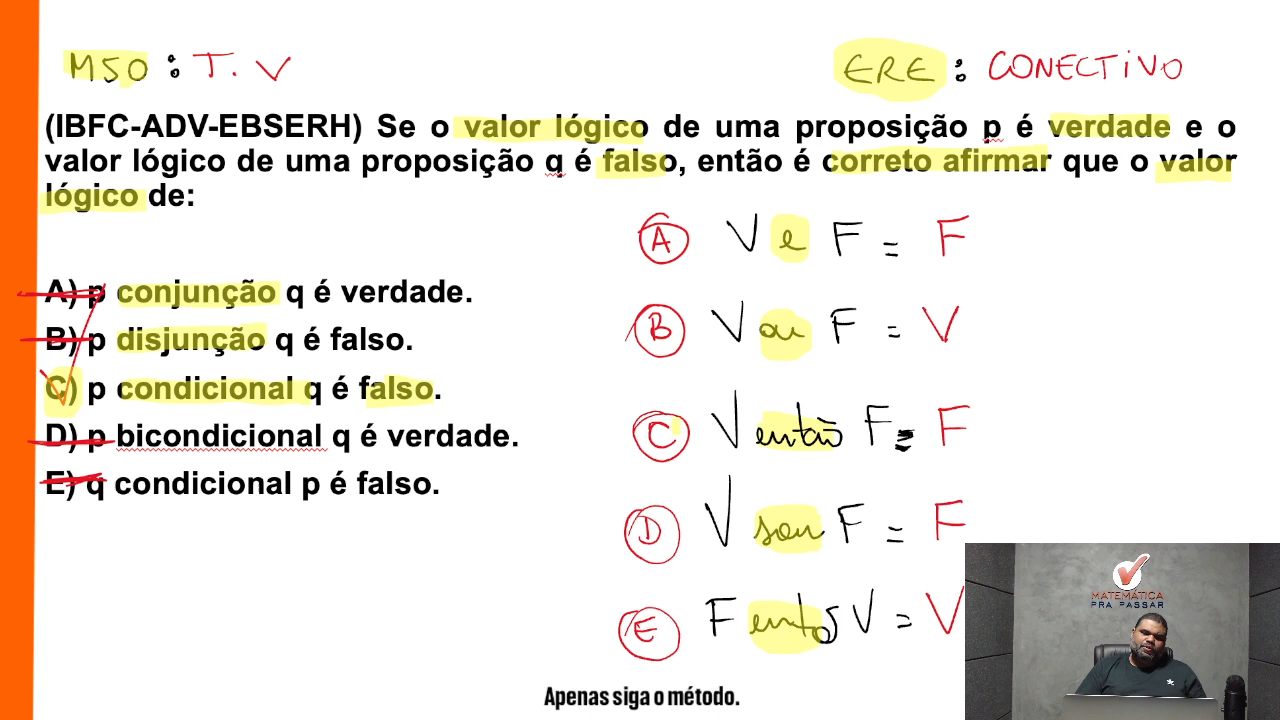 M50 : T. V
ERE : CONECTIVO
(IBFC-ADV-EBSERH) Se o valor lógico de uma proposição p é verdade e o
valor lógico de uma proposição q é falso, então é correto afirmar que o valor
lógico de:
A) p conjunção q é verdade.
B) p disjunção q é falso.
C) p condicional q é falso.
D) p bicondicional q é verdade.
E) q condicional p é falso.
A V e F = F
B V ou F = V
C V então F = F
D V sou F = F
E F V = V
MATEMÁTICA
PRA PASSAR
Apenas siga o método.